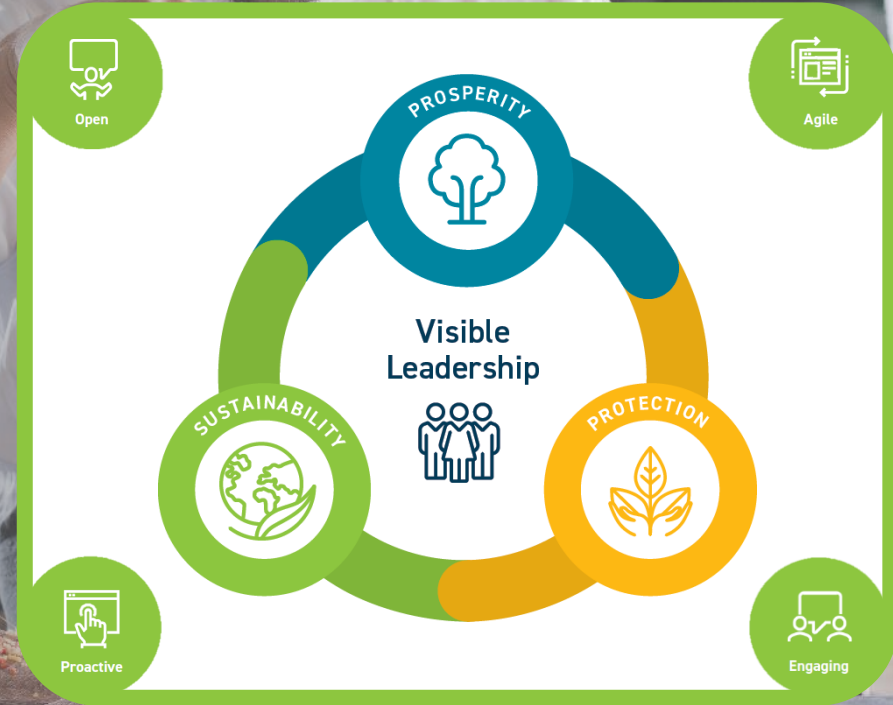 Open
Agile
PROSPERITY
Visible
Leadership
SUSTAINABILITY
PROTECTION
Proactive
Engaging